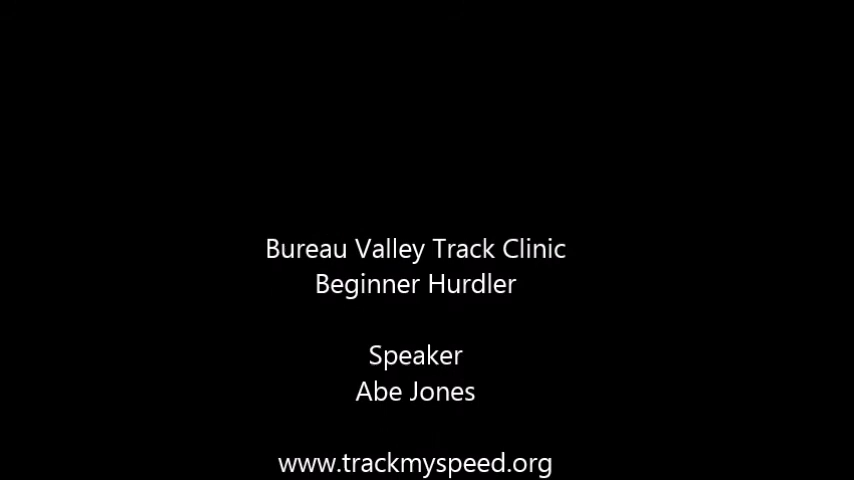 Bureau Valley Track Clinic
Beginner Hurdler
Speaker
Abe Jones
www.trackmyspeed.org